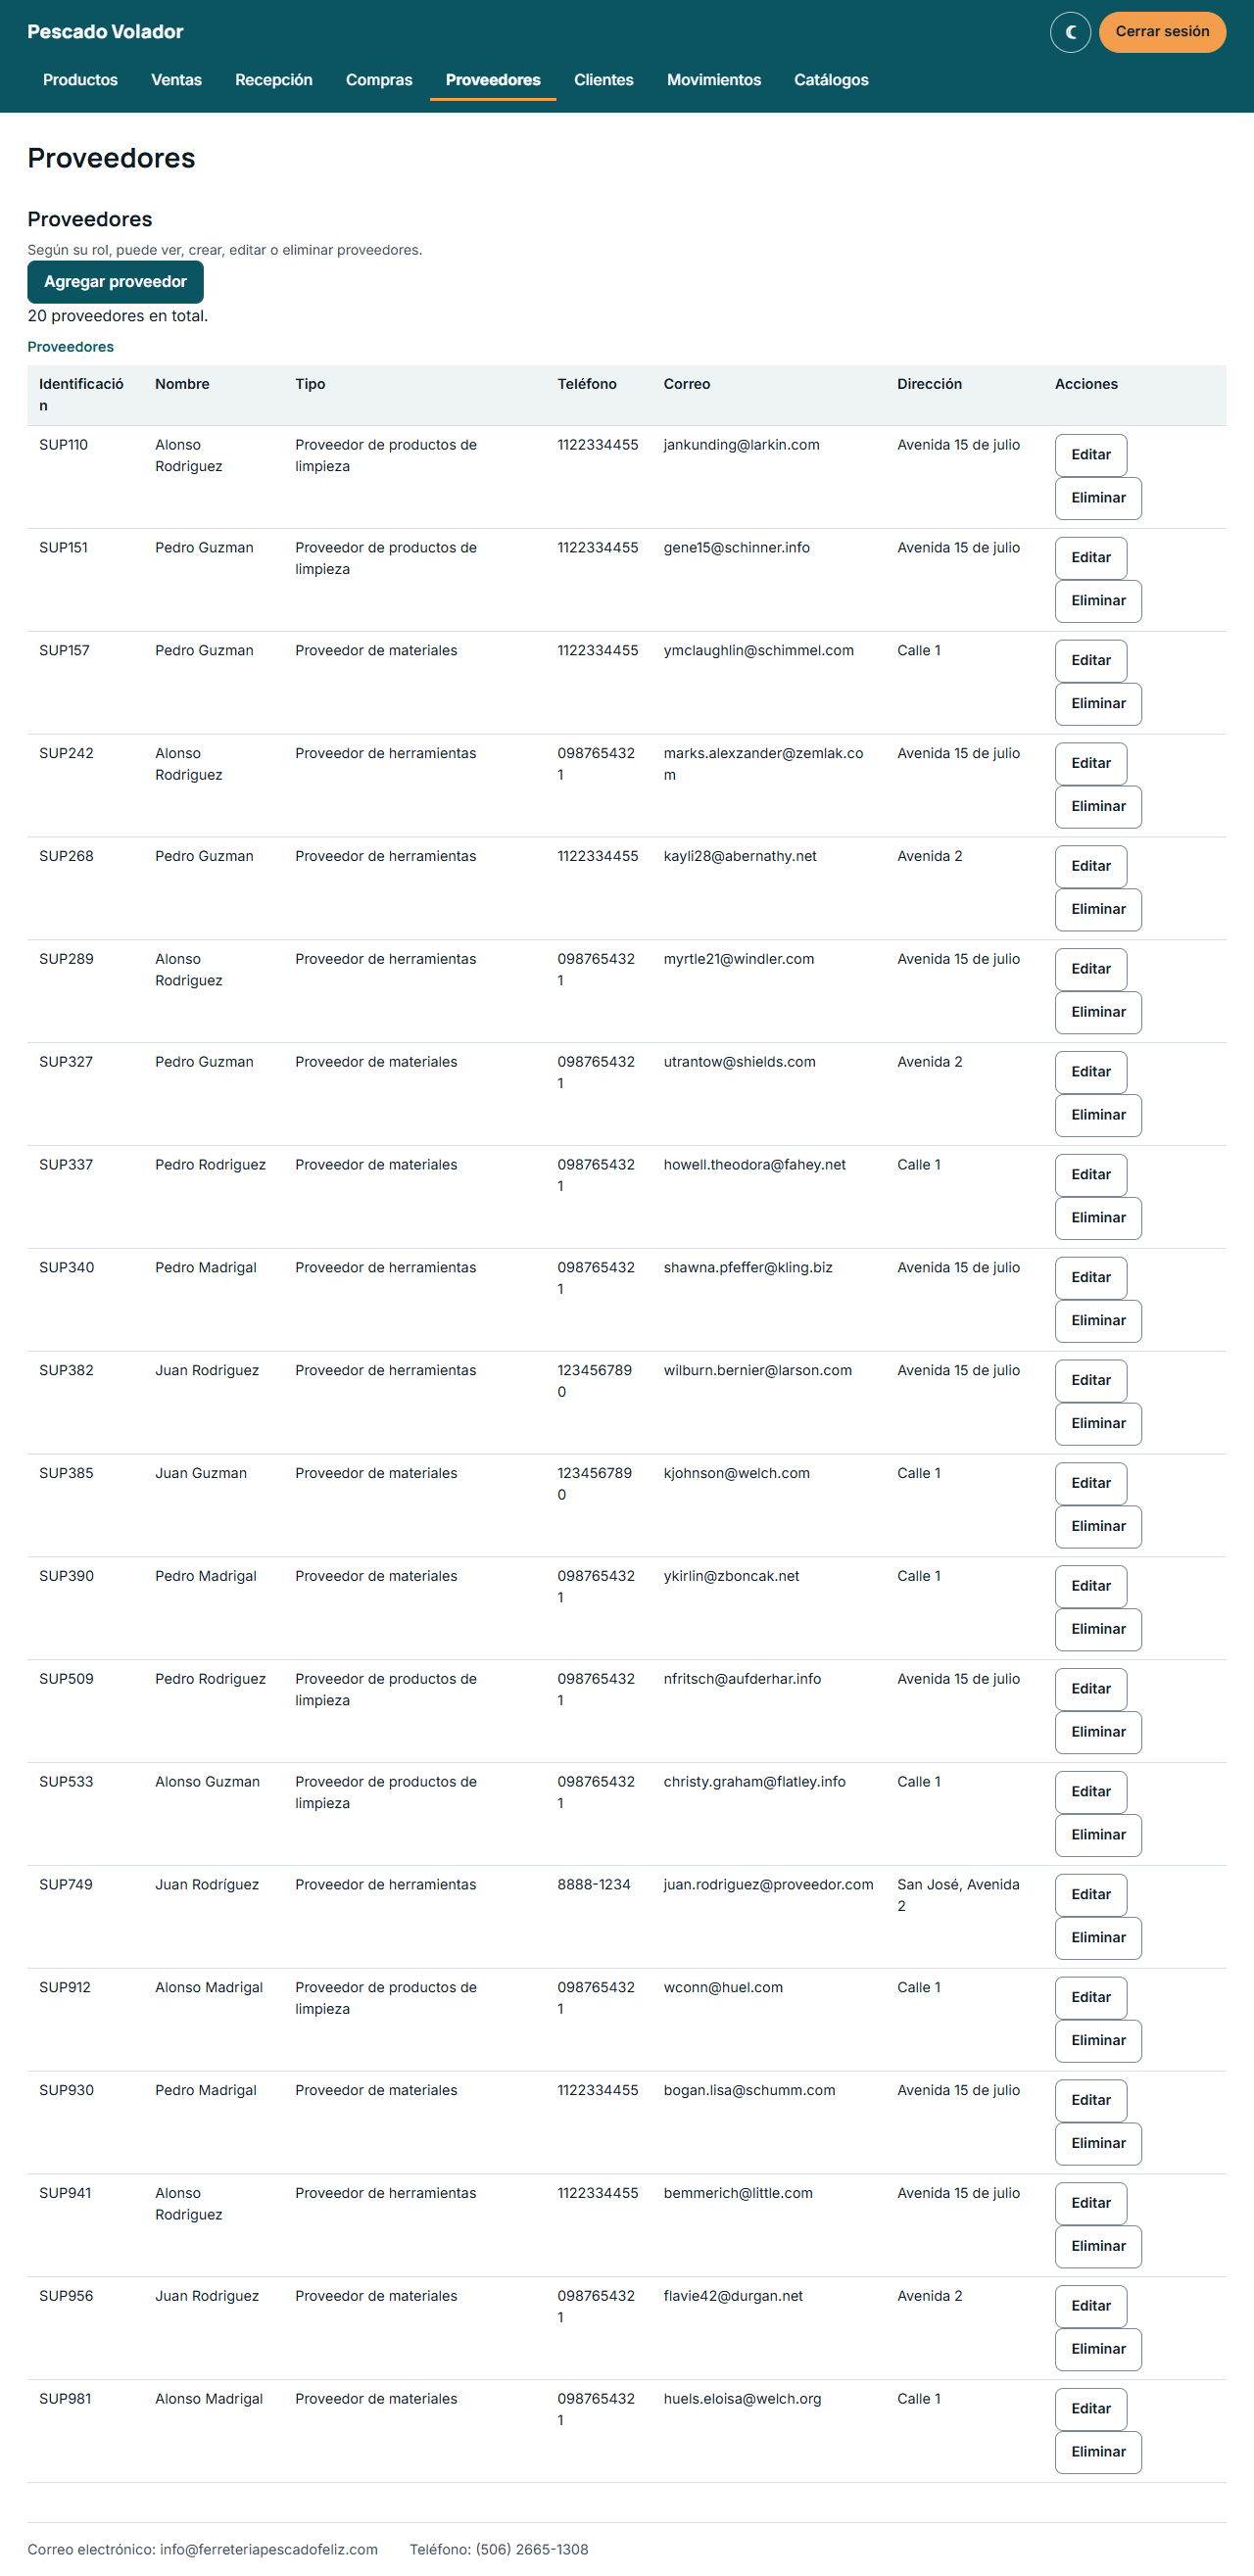 Pescado Volador
Cerrar sesión
Productos Ventas Recepción Compras Proveedores Clientes Movimientos Catálogos
Proveedores
Proveedores
Según su rol, puede ver, crear, editar o eliminar proveedores.
Agregar proveedor
20 proveedores en total.
Proveedores
Identificació Nombre Tipo Teléfono Correo Dirección Acciones
n
SUP110 Alonso Proveedor de productos de 1122334455 jankunding@larkin.com Avenida 15 de julio Editar
Rodriguez limpieza
Eliminar
SUP151 Pedro Guzman Proveedor de productos de 1122334455 gene15@schinner.info Avenida 15 de julio Editar
limpieza
Eliminar
SUP157 Pedro Guzman Proveedor de materiales 1122334455 ymclaughlin@schimmel.com Calle 1 Editar
Eliminar
SUP242 Alonso Proveedor de herramientas 098765432 marks.alexzander@zemlak.co Avenida 15 de julio Editar
Rodriguez 1 m
Eliminar
SUP268 Pedro Guzman Proveedor de herramientas 1122334455 kayli28@abernathy.net Avenida 2 Editar
Eliminar
SUP289 Alonso Proveedor de herramientas 098765432 myrtle21@windler.com Avenida 15 de julio Editar
Rodriguez 1
Eliminar
SUP327 Pedro Guzman Proveedor de materiales 098765432 utrantow@shields.com Avenida 2 Editar
1
Eliminar
SUP337 Pedro Rodriguez Proveedor de materiales 098765432 howell.theodora@fahey.net Calle 1 Editar
1
Eliminar
SUP340 Pedro Madrigal Proveedor de herramientas 098765432 shawna.pfeffer@kling.biz Avenida 15 de julio Editar
1
Eliminar
SUP382 Juan Rodriguez Proveedor de herramientas 123456789 wilburn.bernier@larson.com Avenida 15 de julio Editar
0
Eliminar
SUP385 Juan Guzman Proveedor de materiales 123456789 kjohnson@welch.com Calle 1 Editar
0
Eliminar
SUP390 Pedro Madrigal Proveedor de materiales 098765432 ykirlin@zboncak.net Calle 1 Editar
1
Eliminar
SUP509 Pedro Rodriguez Proveedor de productos de 098765432 nfritsch@aufderhar.info Avenida 15 de julio Editar
limpieza 1
Eliminar
SUP533 Alonso Guzman Proveedor de productos de 098765432 christy.graham@flatley.info Calle 1 Editar
limpieza 1
Eliminar
SUP749 Juan Rodríguez Proveedor de herramientas 8888-1234 juan.rodriguez@proveedor.com San José, Avenida Editar
2
Eliminar
SUP912 Alonso Madrigal Proveedor de productos de 098765432 wconn@huel.com Calle 1 Editar
limpieza 1
Eliminar
SUP930 Pedro Madrigal Proveedor de materiales 1122334455 bogan.lisa@schumm.com Avenida 15 de julio Editar
Eliminar
SUP941 Alonso Proveedor de herramientas 1122334455 bemmerich@little.com Avenida 15 de julio Editar
Rodriguez
Eliminar
SUP956 Juan Rodriguez Proveedor de materiales 098765432 flavie42@durgan.net Avenida 2 Editar
1
Eliminar
SUP981 Alonso Madrigal Proveedor de materiales 098765432 huels.eloisa@welch.org Calle 1 Editar
1
Eliminar
Correo electrónico: info@ferreteriapescadofeliz.com Teléfono: (506) 2665-1308